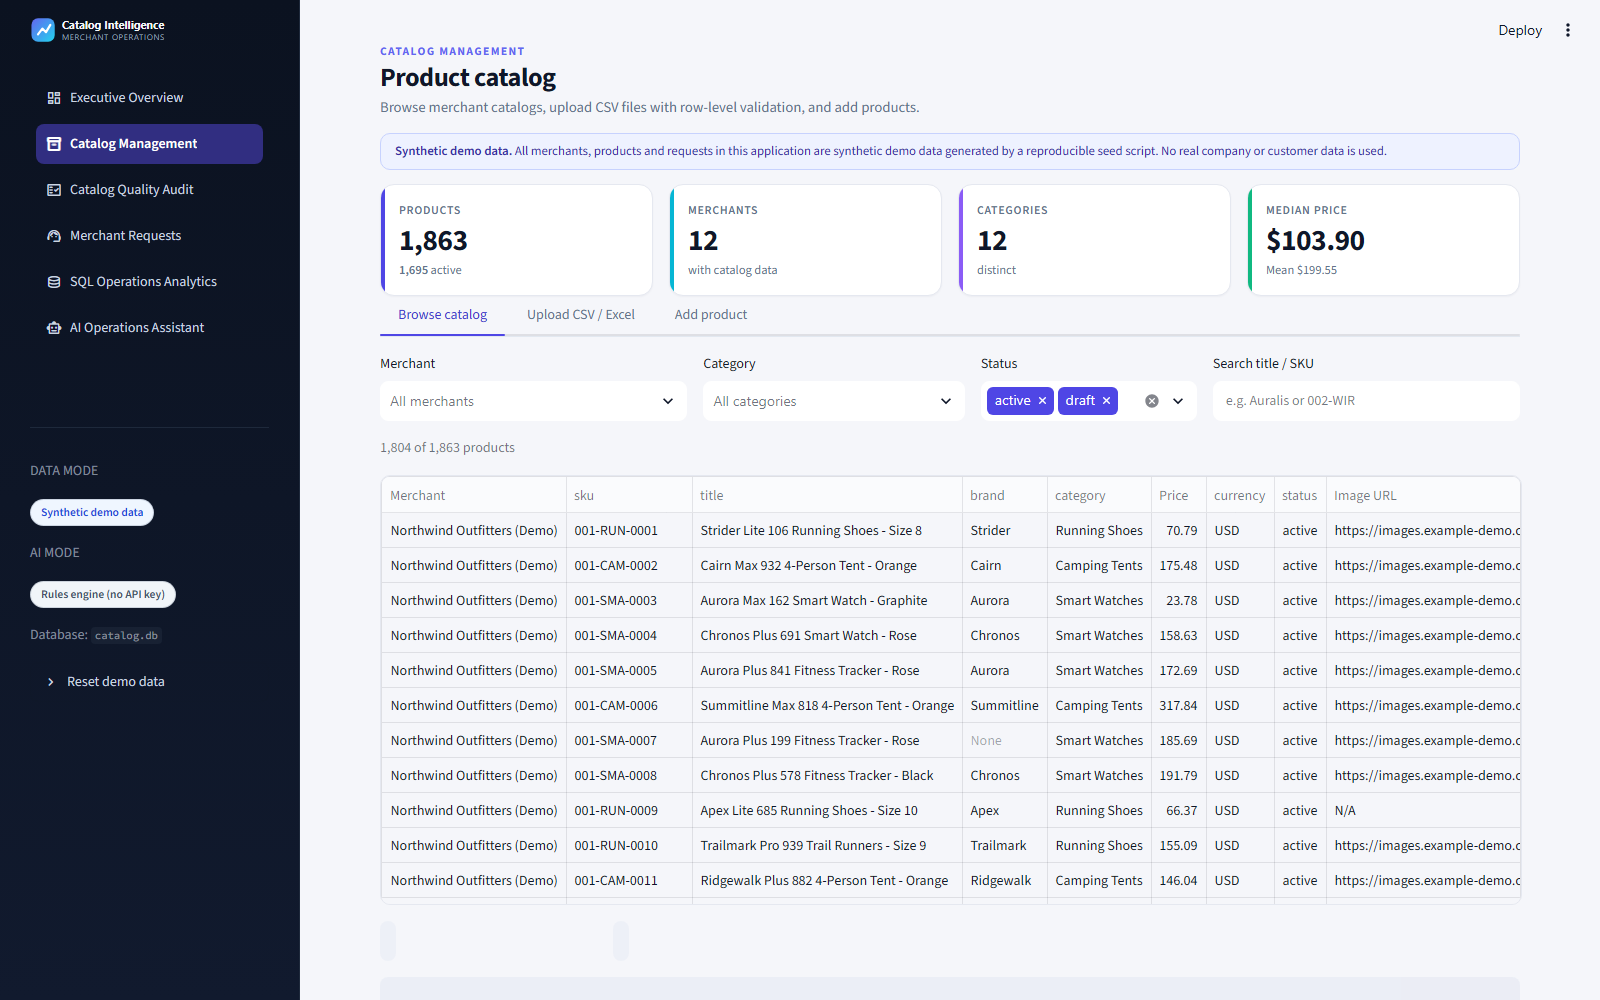 Catalog Intelligence
MERCHANT OPERATIONS
Executive Overview
Catalog Management
Catalog Quality Audit
Merchant Requests
SQL Operations Analytics
AI Operations Assistant
DATA MODE
Synthetic demo data
AI MODE
Rules engine (no API key)
Database: catalog.db
Reset demo data
Deploy
CATALOG MANAGEMENT
Product catalog
Browse merchant catalogs, upload CSV files with row-level validation, and add products.
Synthetic demo data. All merchants, products and requests in this application are synthetic demo data generated by a reproducible seed script. No real company or customer data is used.
PRODUCTS
1,863
1,695 active
MERCHANTS
12
with catalog data
CATEGORIES
12
distinct
MEDIAN PRICE
$103.90
Mean $199.55
Browse catalog Upload CSV / Excel Add product
Merchant Category Status Search title / SKU
All merchants All categories active draft e.g. Auralis or 002-WIR
1,804 of 1,863 products
Merchant sku title brand category Price currency status Image URL
Northwind Outfitters (Demo) 001-RUN-0001 Strider Lite 106 Running Shoes - Size 8 Strider Running Shoes 70.79 USD active https://images.example-demo.c
Northwind Outfitters (Demo) 001-CAM-0002 Cairn Max 932 4-Person Tent - Orange Cairn Camping Tents 175.48 USD active https://images.example-demo.c
Northwind Outfitters (Demo) 001-SMA-0003 Aurora Max 162 Smart Watch - Graphite Aurora Smart Watches 23.78 USD active https://images.example-demo.c
Northwind Outfitters (Demo) 001-SMA-0004 Chronos Plus 691 Smart Watch - Rose Chronos Smart Watches 158.63 USD active https://images.example-demo.c
Northwind Outfitters (Demo) 001-SMA-0005 Aurora Plus 841 Fitness Tracker - Rose Aurora Smart Watches 172.69 USD active https://images.example-demo.c
Northwind Outfitters (Demo) 001-CAM-0006 Summitline Max 818 4-Person Tent - Orange Summitline Camping Tents 317.84 USD active https://images.example-demo.c
Northwind Outfitters (Demo) 001-SMA-0007 Aurora Plus 199 Fitness Tracker - Rose None Smart Watches 185.69 USD active https://images.example-demo.c
Northwind Outfitters (Demo) 001-SMA-0008 Chronos Plus 578 Fitness Tracker - Black Chronos Smart Watches 191.79 USD active https://images.example-demo.c
Northwind Outfitters (Demo) 001-RUN-0009 Apex Lite 685 Running Shoes - Size 10 Apex Running Shoes 66.37 USD active N/A
Northwind Outfitters (Demo) 001-RUN-0010 Trailmark Pro 939 Trail Runners - Size 9 Trailmark Running Shoes 155.09 USD active https://images.example-demo.c
Northwind Outfitters (Demo) 001-CAM-0011 Ridgewalk Plus 882 4-Person Tent - Orange Ridgewalk Camping Tents 146.04 USD active https://images.example-demo.c